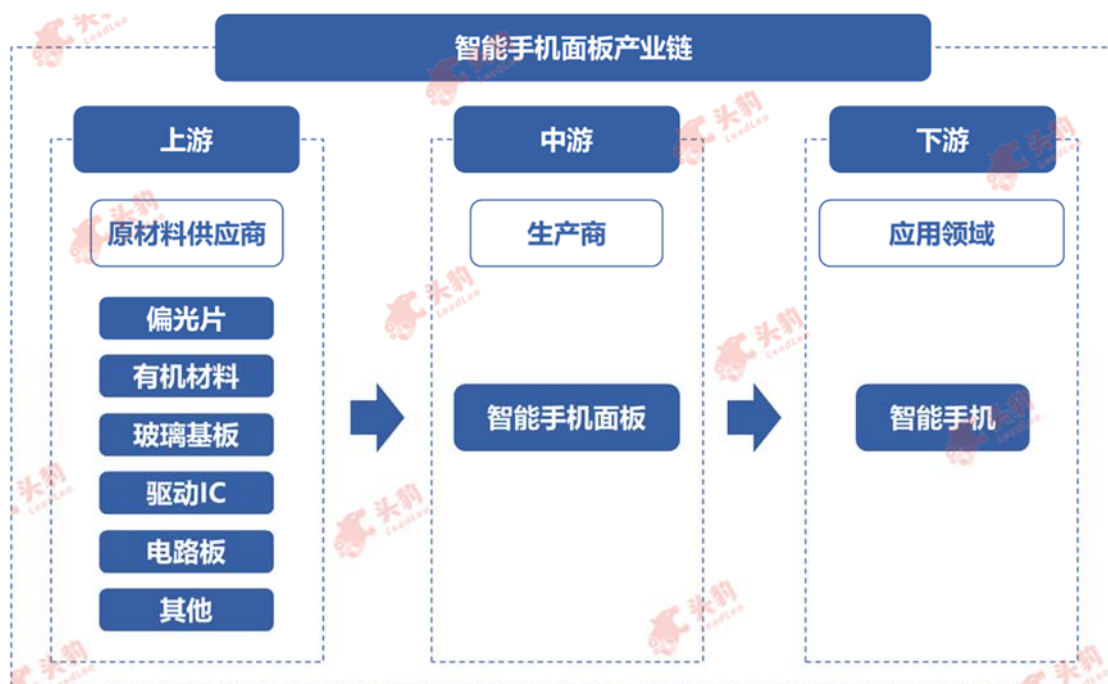 智能手机面板产业链
上游
中游
下游
原材料供应商
生产商
应用领域
偏光片
有机材料
玻璃基板
驱动IC
电路板
其他
智能手机面板
智能手机
头豹
LeadLeo